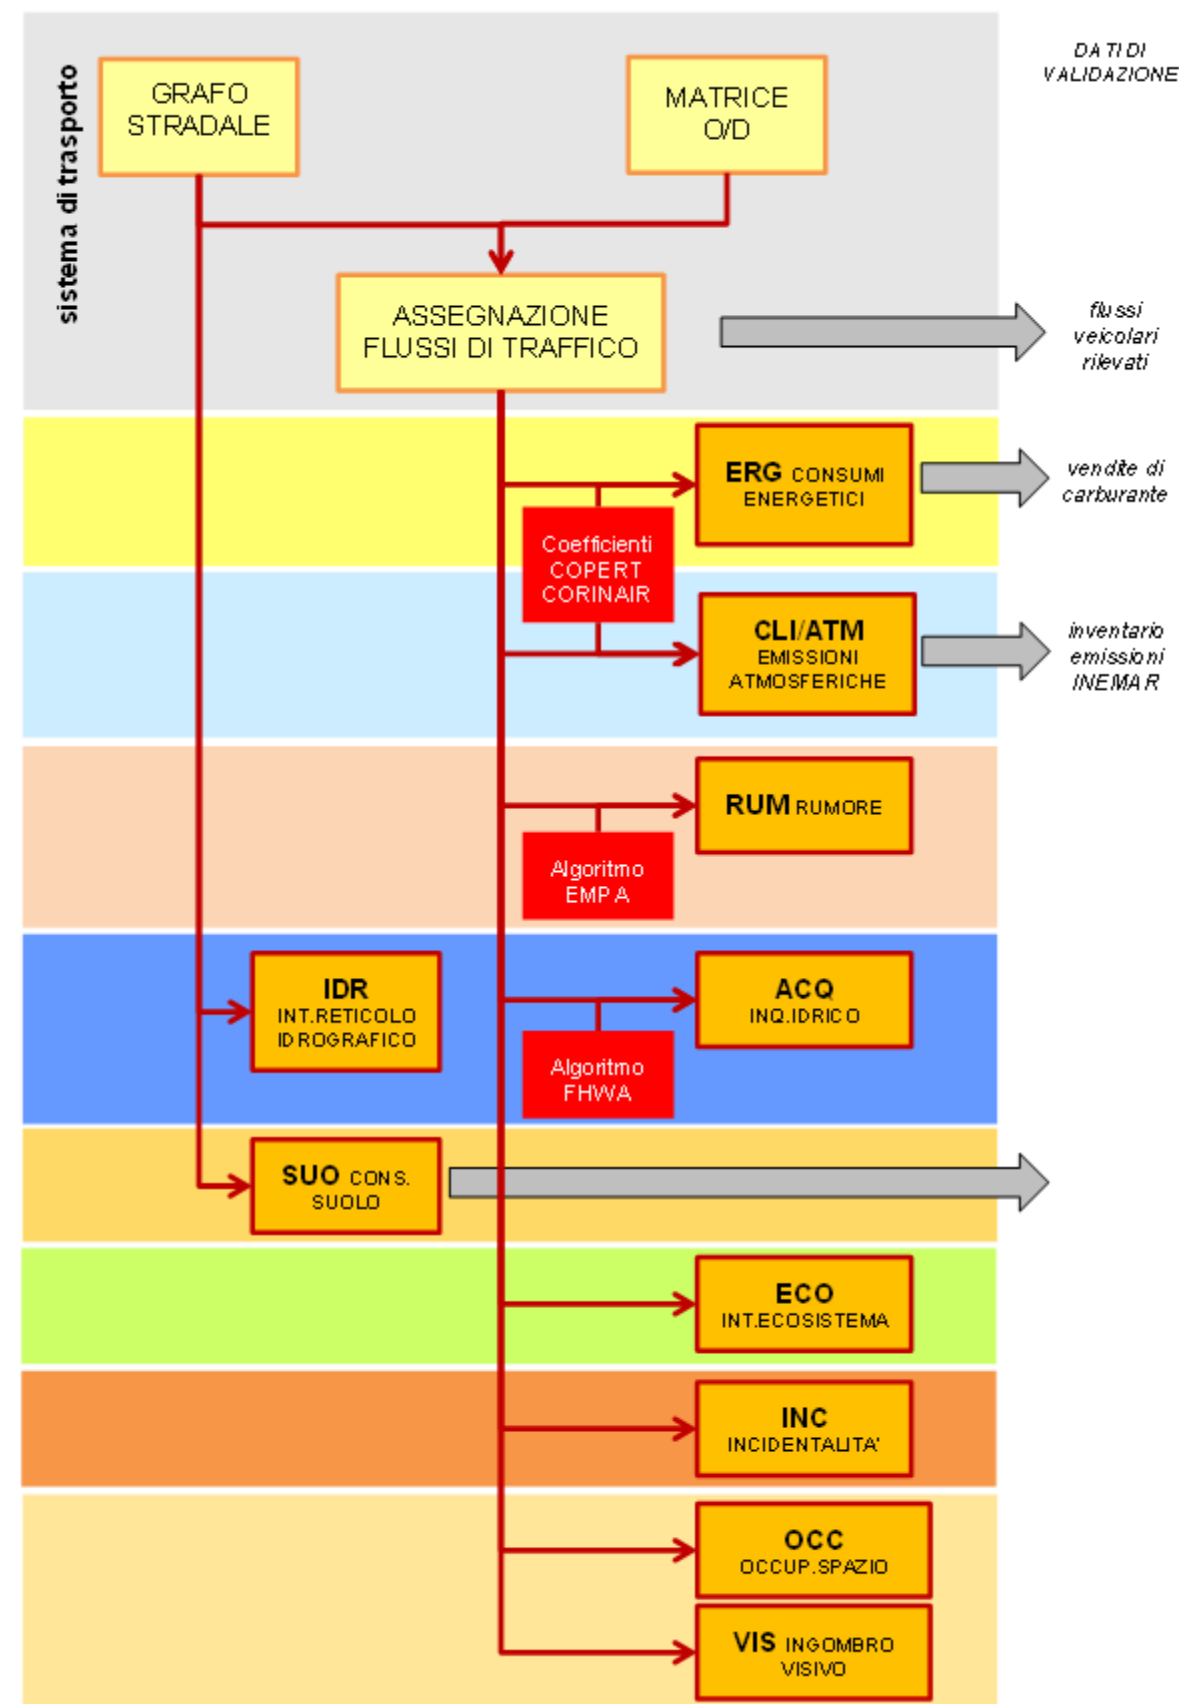 DATI DI
VALIDAZIONE
sistema di trasporto
GRAFO
STRADALE
MATRICE
O/D
ASSEGNAZIONE
FLUSSI DI TRAFFICO
flussi
veicolari
rilevati
ERG CONSUMI
ENERGETICI
vendite di
carburante
Coefficienti
COPERT
CORINAIR
CLI/ATM
EMISSIONI
ATMOSFERICHE
inventario
emissioni
INEMAR
RUM RUMORE
Algoritmo
EMPA
IDR
INT.RETICOLO
IDROGRAFICO
ACQ
INQ.IDRICO
Algoritmo
FHWA
SUO CONS.
SUOLO
ECO
INT.ECOSISTEMA
INC
INCIDENTALITA'
OCC
OCCUP.SPAZIO
VIS INGOMBRO
VISIVO